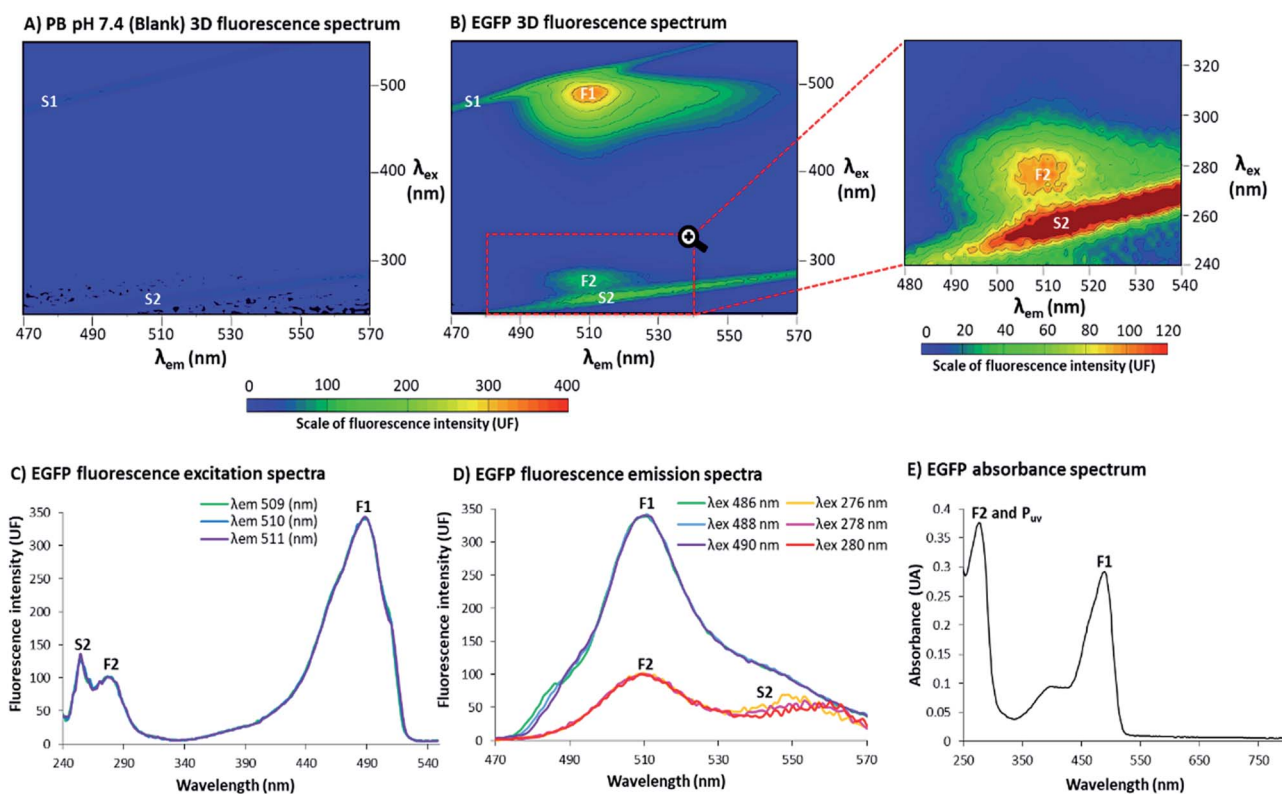 A) PB pH 7.4 (Blank) 3D fluorescence spectrum
S1
S2
500
400
300
λex
(nm)
470 490 510 530 550 570
λem (nm)
B) EGFP 3D fluorescence spectrum
S1
F1
F2
S2
500
400
300
λex
(nm)
470 490 510 530 550 570
λem (nm)
0 100 200 300 400
Scale of fluorescence intensity (UF)
F2
S2
320
300
280
260
240
λex
(nm)
480 490 500 510 520 530 540
λem (nm)
0 20 40 60 80 100 120
Scale of fluorescence intensity (UF)
C) EGFP fluorescence excitation spectra
λem 509 (nm)
λem 510 (nm)
λem 511 (nm)
F1
S2
F2
Fluorescence intensity (UF)
350
300
250
200
150
100
50
0
240 290 340 390 440 490 540
Wavelength (nm)
D) EGFP fluorescence emission spectra
F1
λex 486 nm
λex 488 nm
λex 490 nm
λex 276 nm
λex 278 nm
λex 280 nm
F2
S2
Fluorescence intensity (UF)
350
300
250
200
150
100
50
0
470 490 510 530 550 570
Wavelength (nm)
E) EGFP absorbance spectrum
F2 and Puv
F1
Absorbance (UA)
0.4
0.35
0.3
0.25
0.2
0.15
0.1
0.05
0
250 350 450 550 650 750
Wavelength (nm)